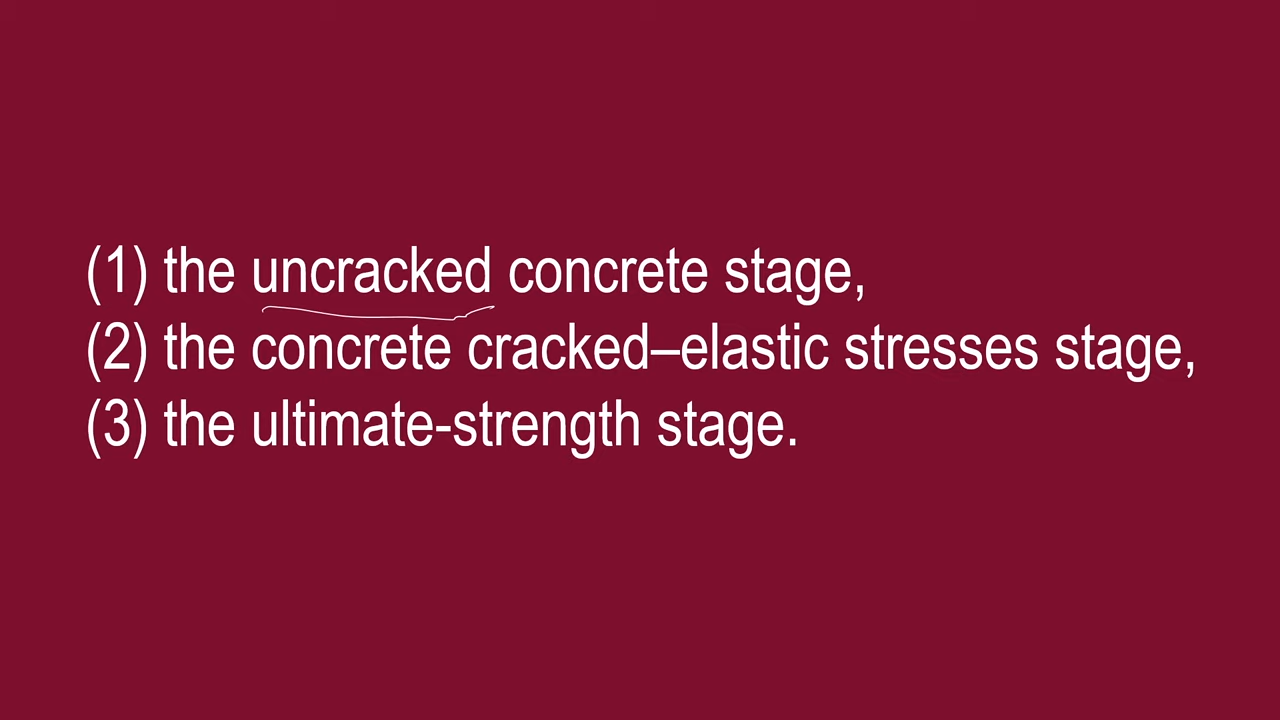 (1) the uncracked concrete stage,
(2) the concrete cracked–elastic stresses stage,
(3) the ultimate-strength stage.